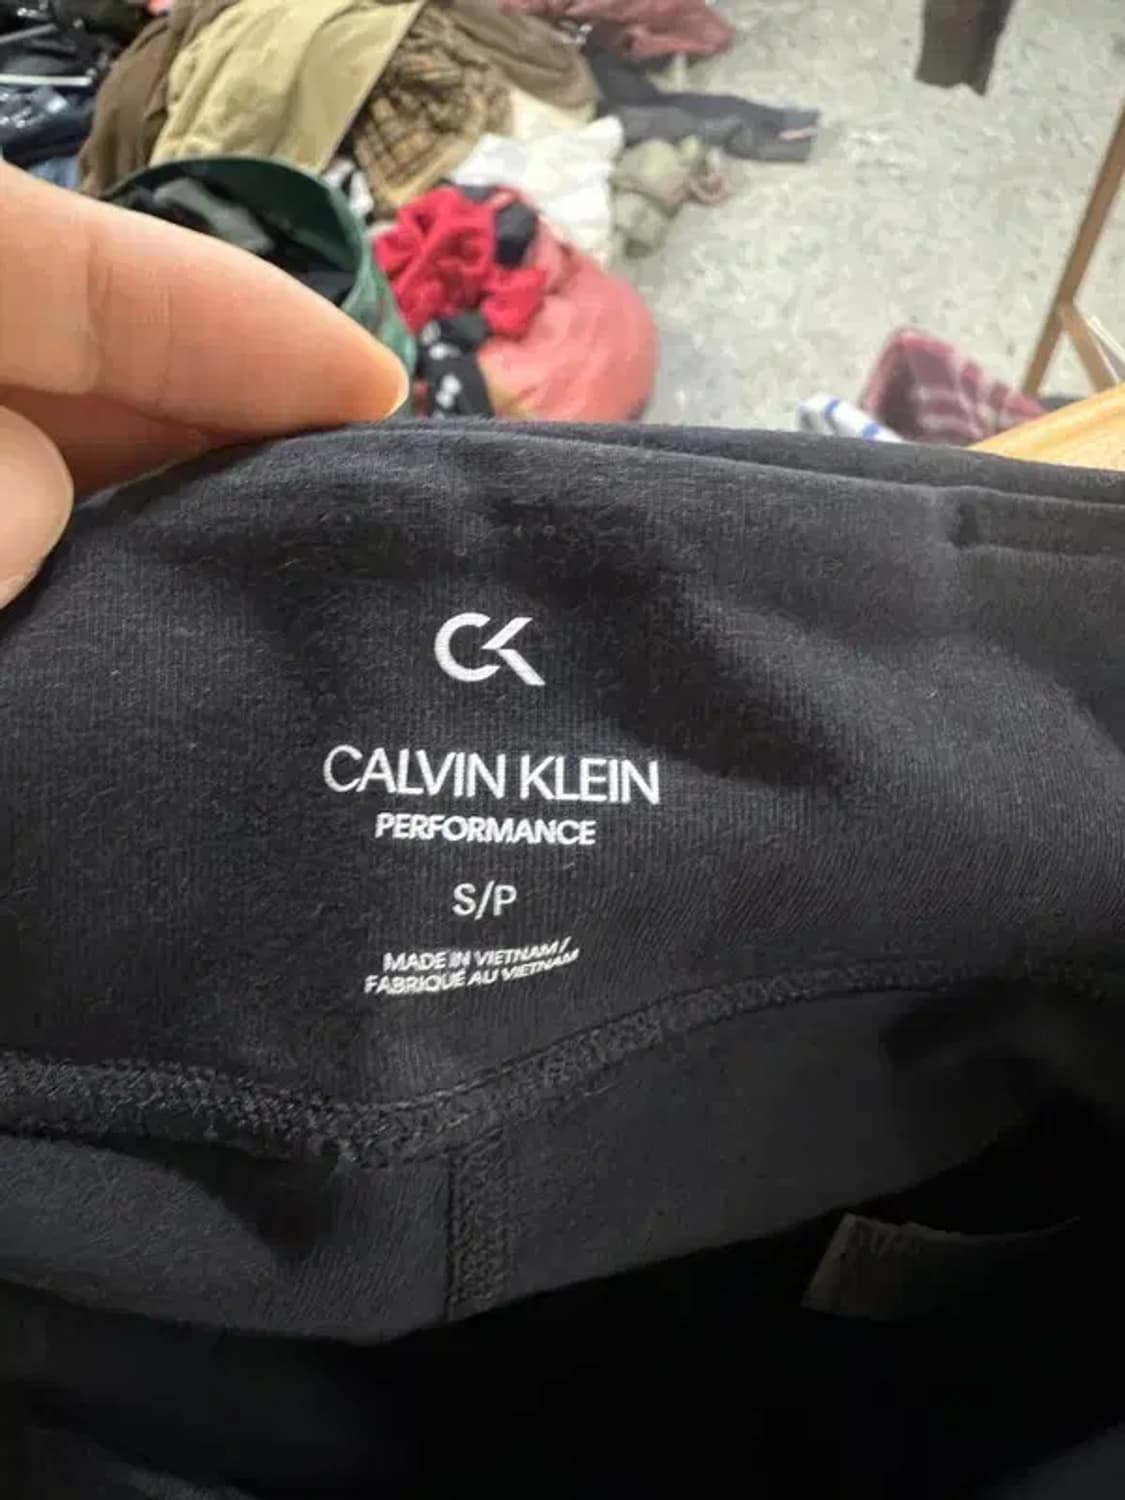 CK
CALVIN KLEIN
PERFORMANCE
S/P
MADE IN VIETNAM/
FABRIQUÉ AU VIETNAM